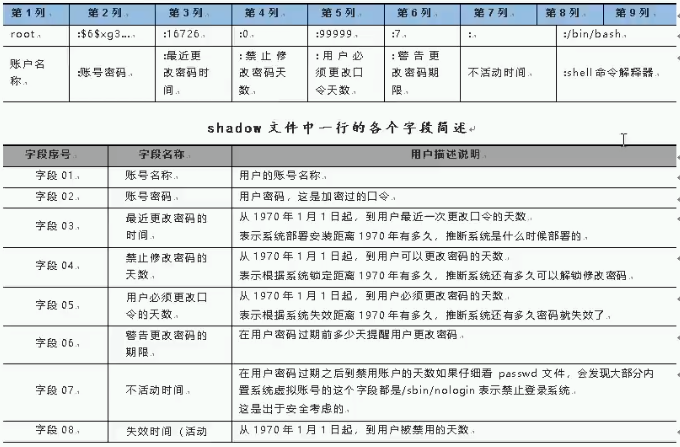 第1列 第2列 第3列 第4列 第5列 第6列 第7列 第8列 第9列
root :$6$xg3... :16726 :0 :99999 :7 : :/bin/bash
账户名称 :账号密码 :最近更改密码时间 :禁止修改密码天数 :用户必须更改口令天数 :警告更改密码期限 不活动时间 :shell命令解释器
shadow 文件中一行的各个字段简述
字段序号 字段名称 用户描述说明
字段 01 账号名称 用户的账号名称
字段 02 账号密码 用户密码，这是加密过的口令
字段 03 最近更改密码的时间 从 1970 年 1 月 1 日起，到用户最近一次更改口令的天数
表示系统部署安装距离 1970 年有多久，推断系统是什么时候部署的
字段 04 禁止修改密码的天数 从 1970 年 1 月 1 日起，到用户可以更改密码的天数
表示根据系统锁定距离 1970 年有多久，推断系统还有多久可以解锁修改密码。
字段 05 用户必须更改口令的天数 从 1970 年 1 月 1 日起，到用户必须更改密码的天数
表示根据系统失效距离 1970 年有多久，推断系统还有多久密码就失效了。
字段 06 警告更改密码的期限 在用户密码过期前多少天提醒用户更改密码
字段 07 不活动时间 在用户密码过期之后到禁用账户的天数如果仔细看 passwd 文件，会发现大部分内
置系统虚拟账号的这个字段都是/sbin/nologin 表示禁止登录系统
这是出于安全考虑的
字段 08 失效时间（活动 从 1970 年 1 月 1 日起，到用户被禁用的天数